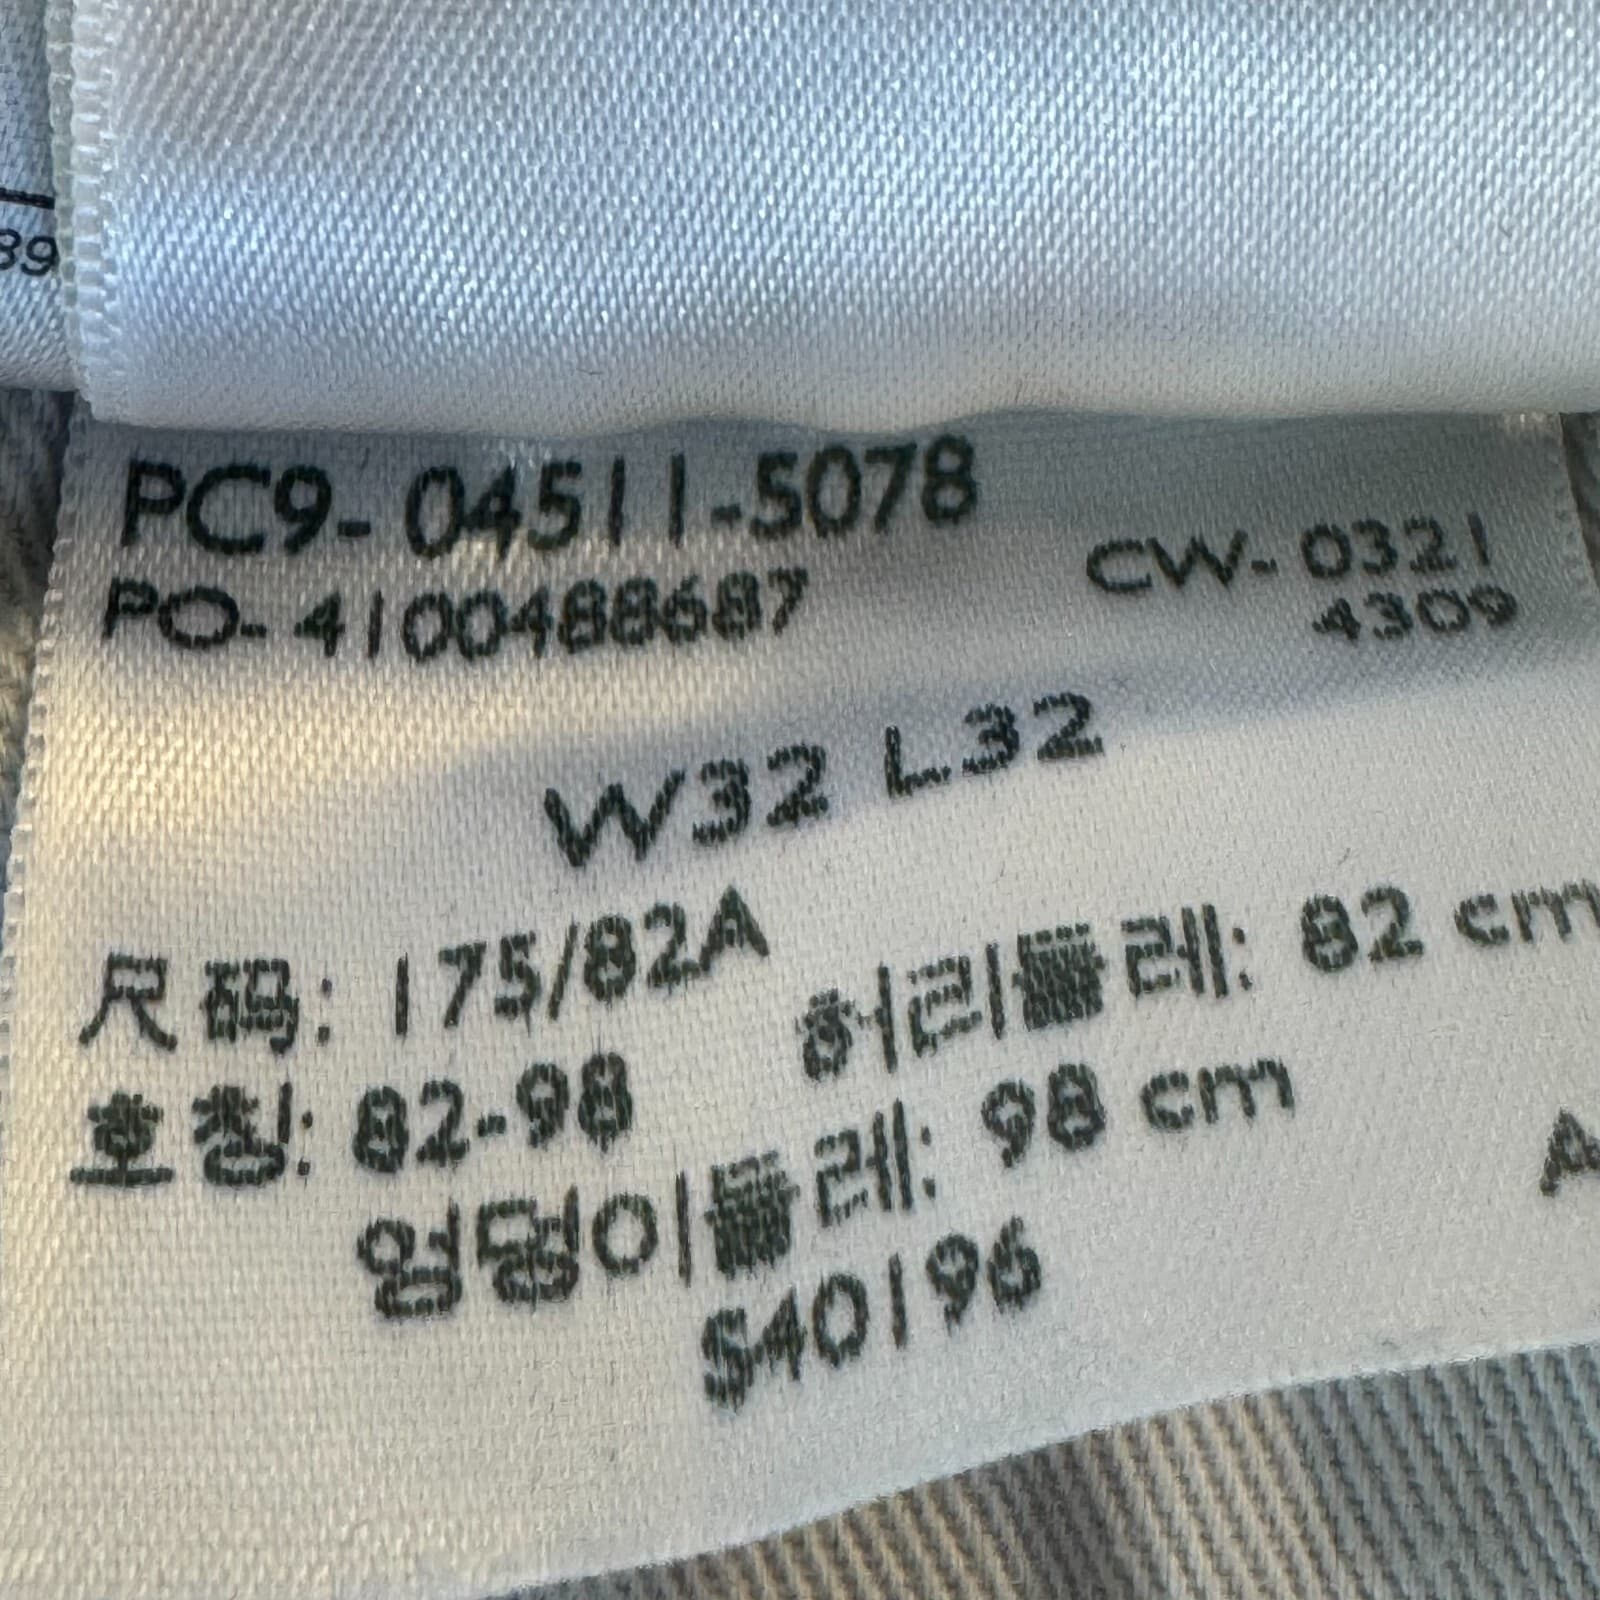 89
PC9-04511-5078
PO-4100488687
CW-0321
4309
W32 L32
尺码: 175/82A
허리둘레: 82 cm
호칭: 82-98
엉덩이둘레: 98 cm
A
S40196